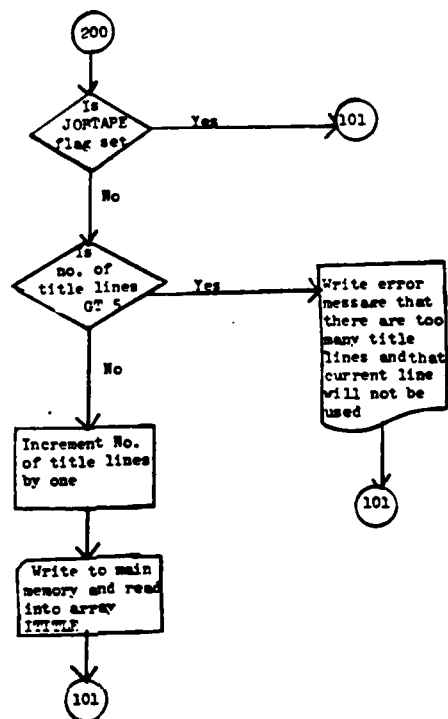 200
Is
JORTAPE
flag set
Yes
101
No
Is
no. of
title lines
GT 5
Yes
Write error
message that
there are too
many title
lines and that
current line
will not be
used
No
101
Increment No.
of title lines
by one
Write to main
memory and read
into array
ITITLE
101